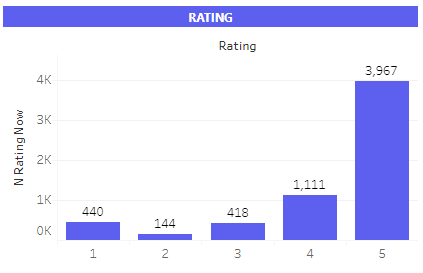 RATING
Rating
N Rating Now
4K
3K
2K
1K
0K
440
144
418
1,111
3,967
1
2
3
4
5